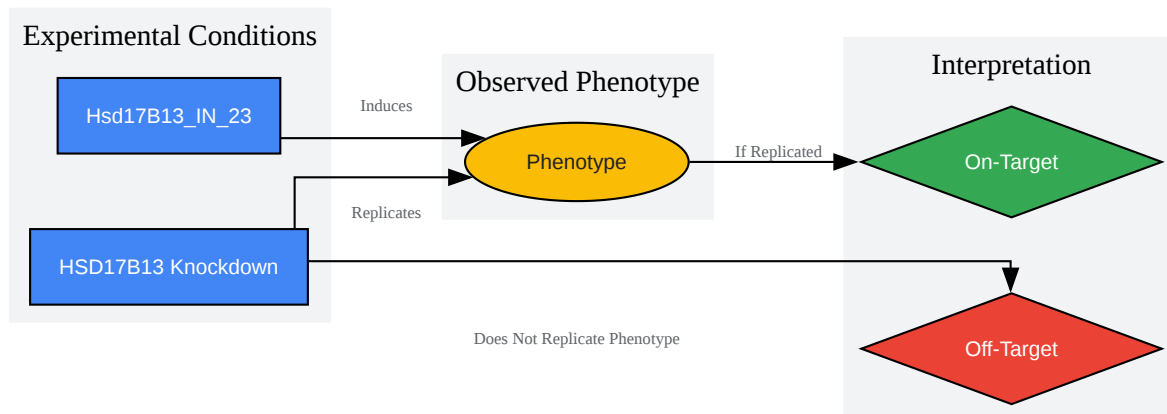 Experimental Conditions
Hsd17B13_IN_23
HSD17B13 Knockdown
Induces
Replicates
Observed Phenotype
Phenotype
If Replicated
Does Not Replicate Phenotype
Interpretation
On-Target
Off-Target